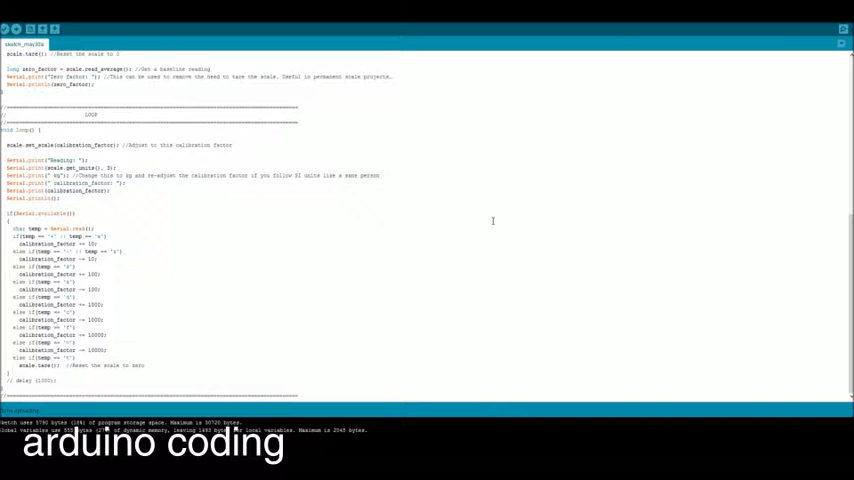 sketch_may30a
scale.tare(); //Reset the scale to 0
long zero_factor = scale.read_average(); //Get a baseline reading
Serial.print("Zero factor: "); //This can be used to remove the need to tare the scale. Useful in permanent scale projects.
Serial.println(zero_factor);
}
//=============================================================
// LOOP
//=============================================================
void loop() {
scale.set_scale(calibration_factor); //Adjust to this calibration factor
Serial.print("Reading: ");
Serial.print(scale.get_units(), 3);
Serial.print(" kg"); //Change this to kg and re-adjust the calibration factor if you follow SI units like a sane person
Serial.print(" calibration_factor: ");
Serial.print(calibration_factor);
Serial.println();
if(Serial.available())
{
char temp = Serial.read();
if(temp == '+' || temp == 'a')
calibration_factor += 10;
else if(temp == '-' || temp == 'z')
calibration_factor -= 10;
else if(temp == 's')
calibration_factor += 100;
else if(temp == 'x')
calibration_factor -= 100;
else if(temp == 'd')
calibration_factor += 1000;
else if(temp == 'c')
calibration_factor -= 1000;
else if(temp == 'f')
calibration_factor += 10000;
else if(temp == 'v')
calibration_factor -= 10000;
else if(temp == 't')
scale.tare(); //Reset the scale to zero
}
// delay (1000);
}
//=============================================================
Done uploading
Sketch uses 5790 bytes (18%) of program storage space. Maximum is 30720 bytes.
Global variables use 555 bytes (27%) of dynamic memory, leaving 1493 bytes for local variables. Maximum is 2048 bytes.
arduino coding